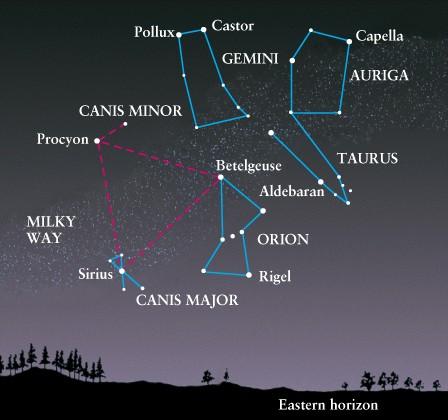 Pollux
Castor
Capella
GEMINI
AURIGA
CANIS MINOR
Procyon
TAURUS
Betelgeuse
Aldebaran
MILKY
WAY
ORION
Sirius
Rigel
CANIS MAJOR
Eastern horizon